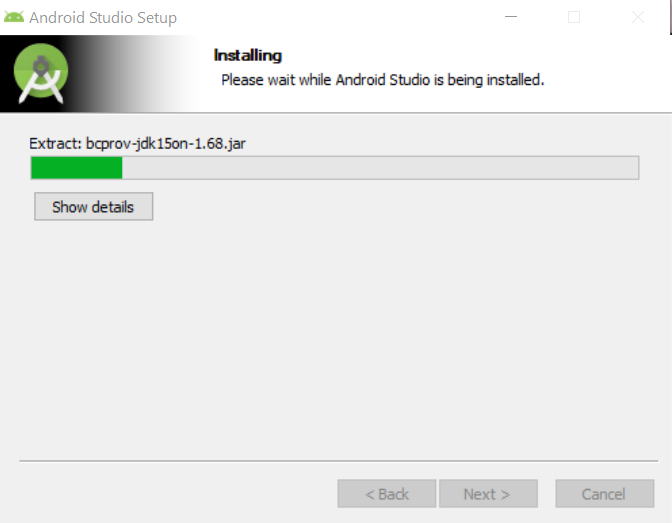 Android Studio Setup
Installing
Please wait while Android Studio is being installed.
Extract: bcprov-jdk15on-1.68.jar
Show details
< Back
Next >
Cancel